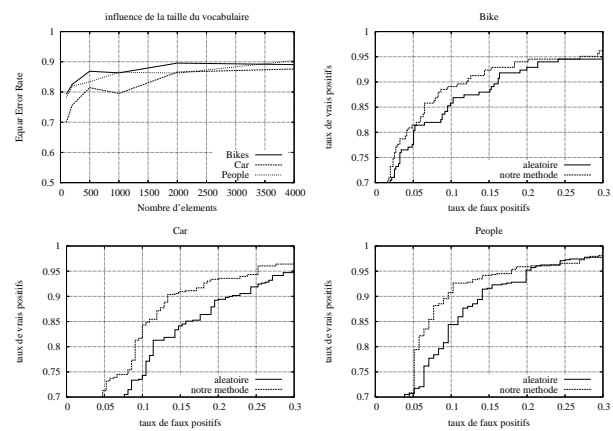 influence de la taille du vocabulaire
Equar Error Rate
1
0.9
0.8
0.7
0.6
0.5
Bikes
Car
People
0 500 1000 1500 2000 2500 3000 3500 4000
Nombre d'elements
Bike
taux de vrais positifs
1
0.95
0.9
0.85
0.8
0.75
0.7
aleatoire
notre methode
0 0.05 0.1 0.15 0.2 0.25 0.3
taux de faux positifs
Car
taux de vrais positifs
1
0.95
0.9
0.85
0.8
0.75
0.7
aleatoire
notre methode
0 0.05 0.1 0.15 0.2 0.25 0.3
taux de faux positifs
People
taux de vrais positifs
1
0.95
0.9
0.85
0.8
0.75
0.7
aleatoire
notre methode
0 0.05 0.1 0.15 0.2 0.25 0.3
taux de faux positifs